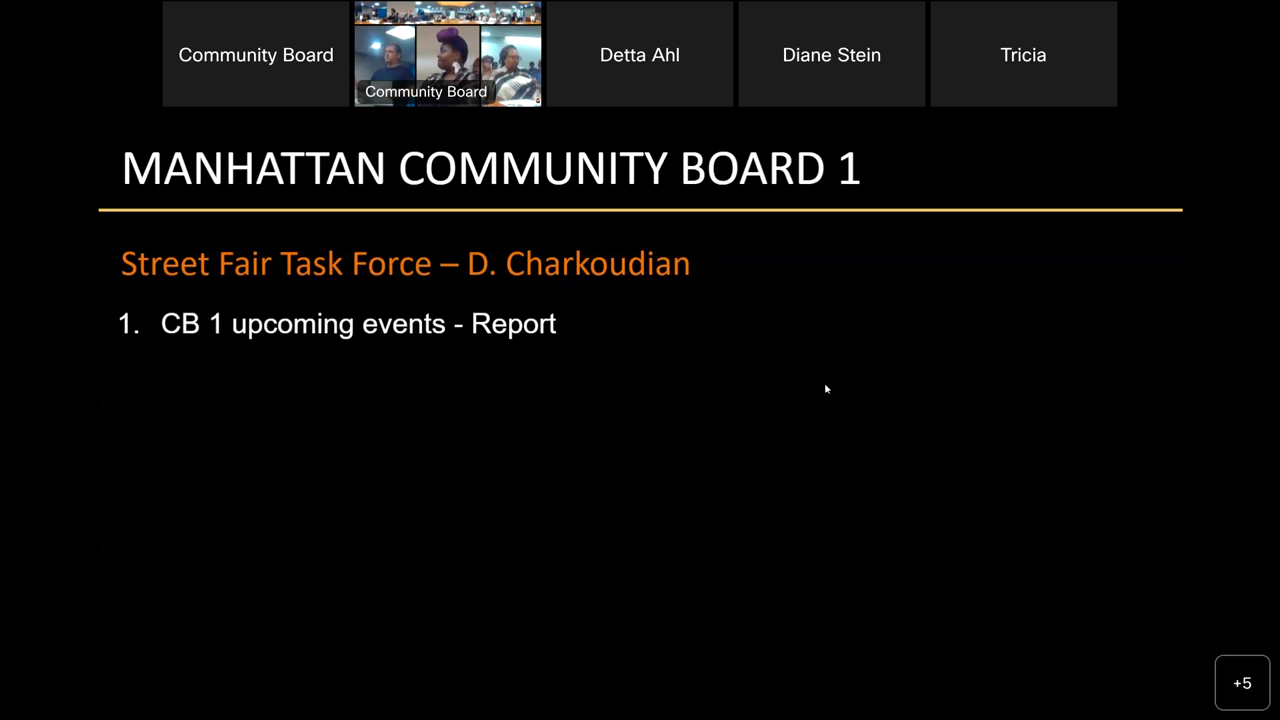 Community Board
Community Board
Detta Ahl
Diane Stein
Tricia
MANHATTAN COMMUNITY BOARD 1
Street Fair Task Force – D. Charkoudian
1. CB 1 upcoming events - Report
+5